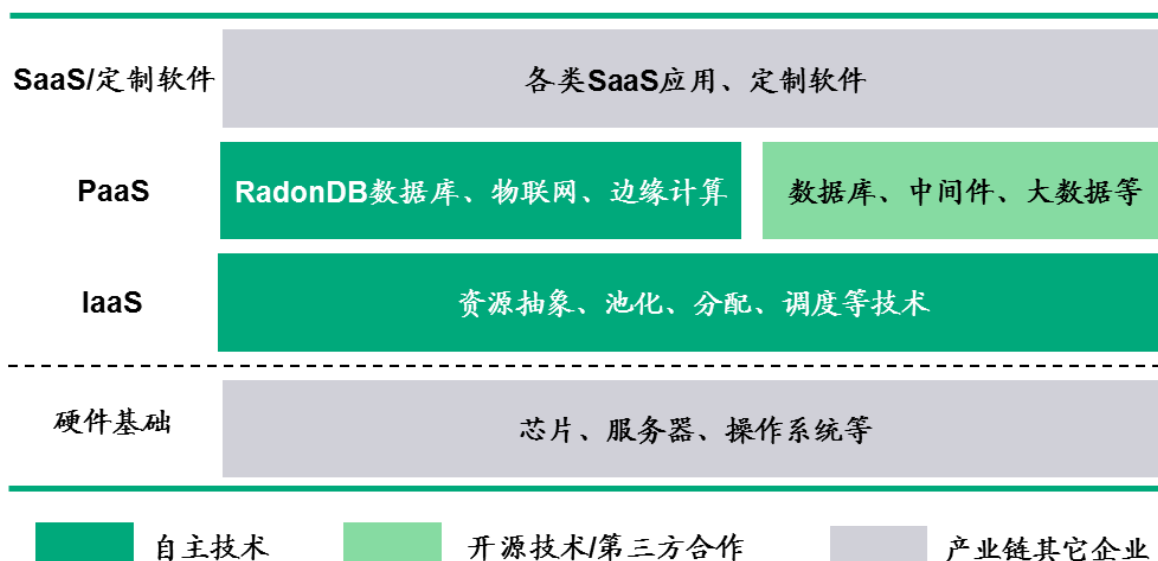 SaaS/定制软件
各类SaaS应用、定制软件
PaaS
RadonDB数据库、物联网、边缘计算
数据库、中间件、大数据等
IaaS
资源抽象、池化、分配、调度等技术
硬件基础
芯片、服务器、操作系统等
自主技术
开源技术/第三方合作
产业链其它企业